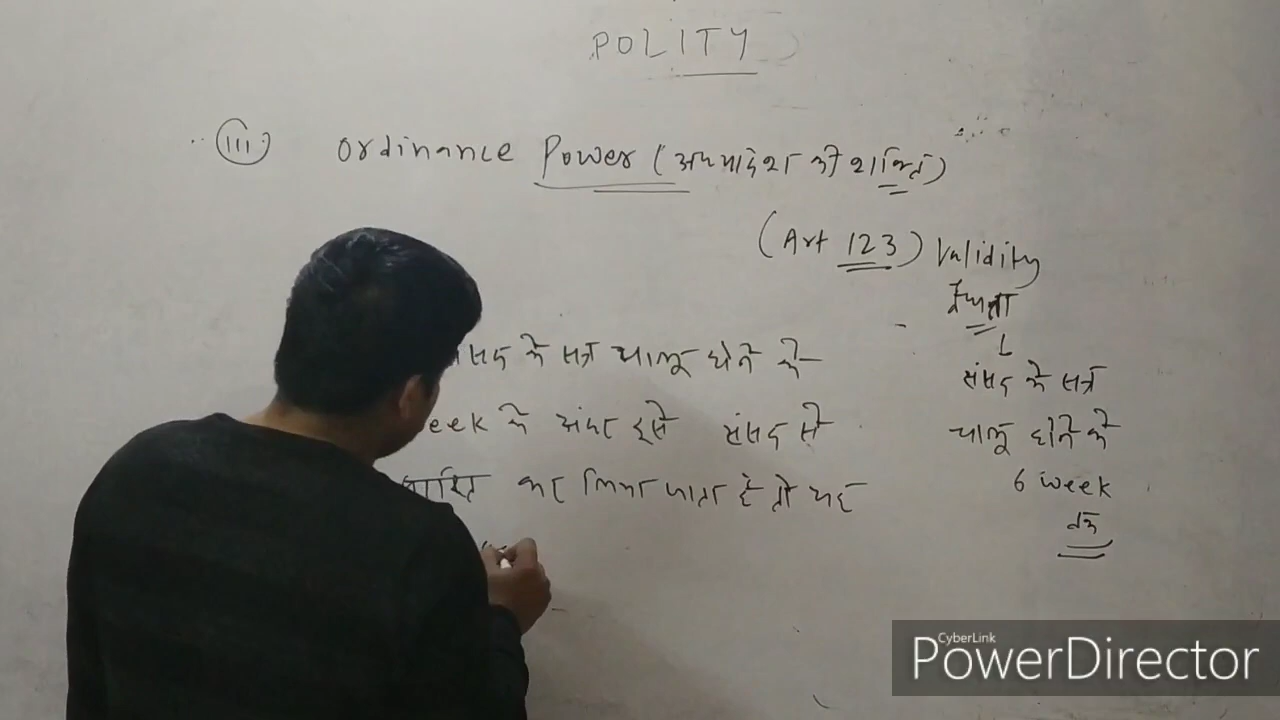 POLITY
(iii) Ordinance Power (अध्यादेश की शक्ति)
(Art 123) Validity
वैधता
संसद के सत्र चालू होने के
eek के अंदर इसे संसद से
पारित कर लिया जाता है तो यह
संसद के सत्र
चालू होने के
6 week
तक
CyberLink
PowerDirector